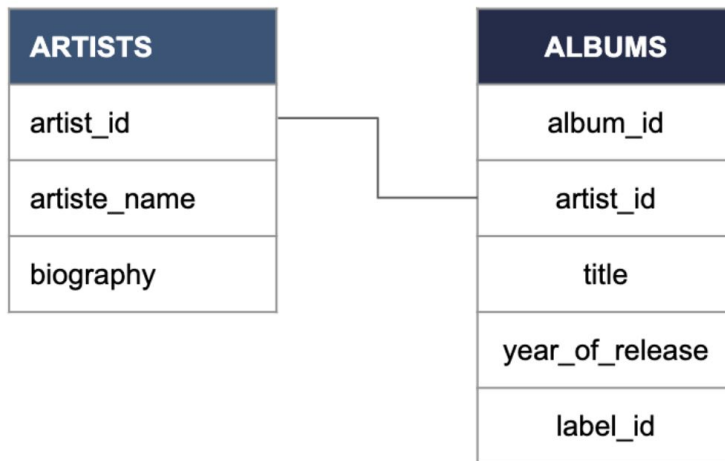 ARTISTS
artist_id
artiste_name
biography
ALBUMS
album_id
artist_id
title
year_of_release
label_id